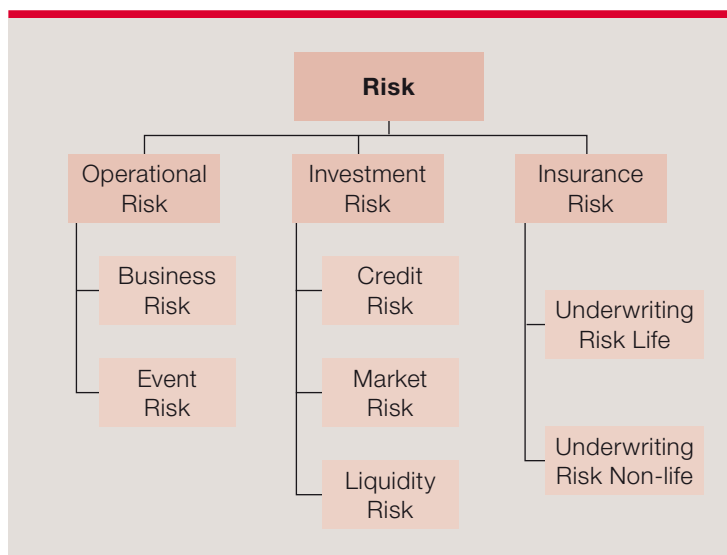 Risk
Operational
Risk
Investment
Risk
Insurance
Risk
Business
Risk
Event
Risk
Credit
Risk
Market
Risk
Liquidity
Risk
Underwriting
Risk Life
Underwriting
Risk Non-life